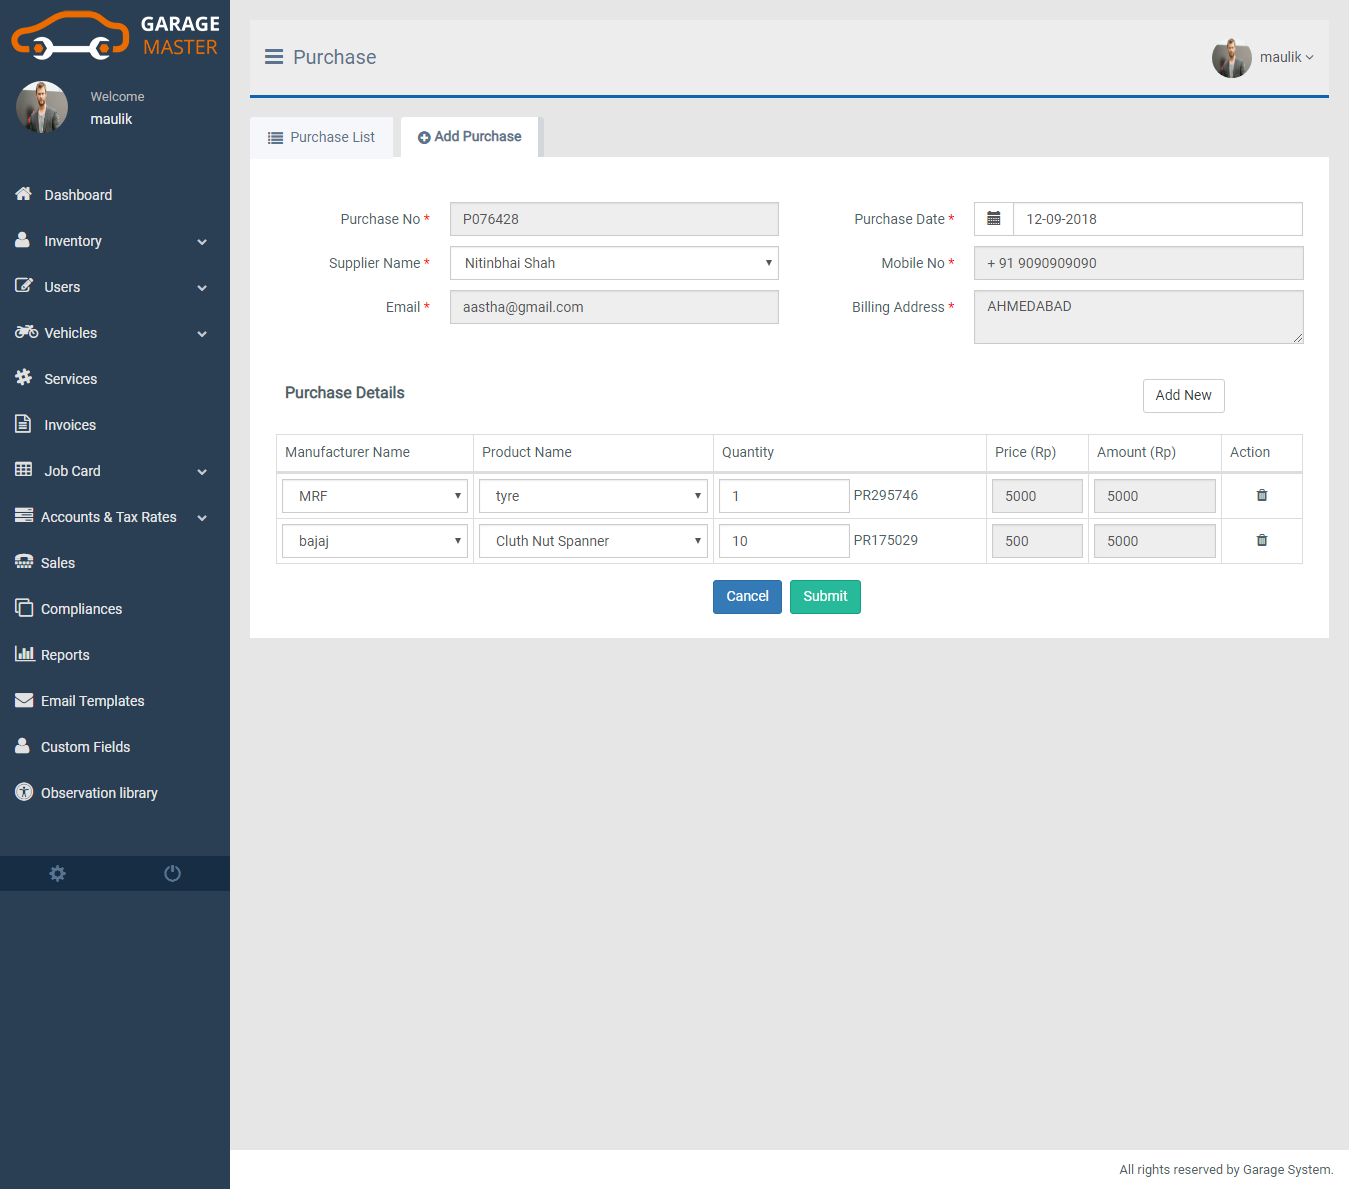 GARAGE
MASTER
Welcome
maulik
Dashboard
Inventory
Users
Vehicles
Services
Invoices
Job Card
Accounts & Tax Rates
Sales
Compliances
Reports
Email Templates
Custom Fields
Observation library
Purchase
maulik
Purchase List
Add Purchase
Purchase No * P076428
Purchase Date * 12-09-2018
Supplier Name * Nitinbhai Shah
Mobile No * + 91 9090909090
Email * aastha@gmail.com
Billing Address * AHMEDABAD
Purchase Details
Add New
Manufacturer Name Product Name Quantity Price (Rp) Amount (Rp) Action
MRF tyre 1 PR295746 5000 5000
bajaj Cluth Nut Spanner 10 PR175029 500 5000
Cancel Submit
All rights reserved by Garage System.